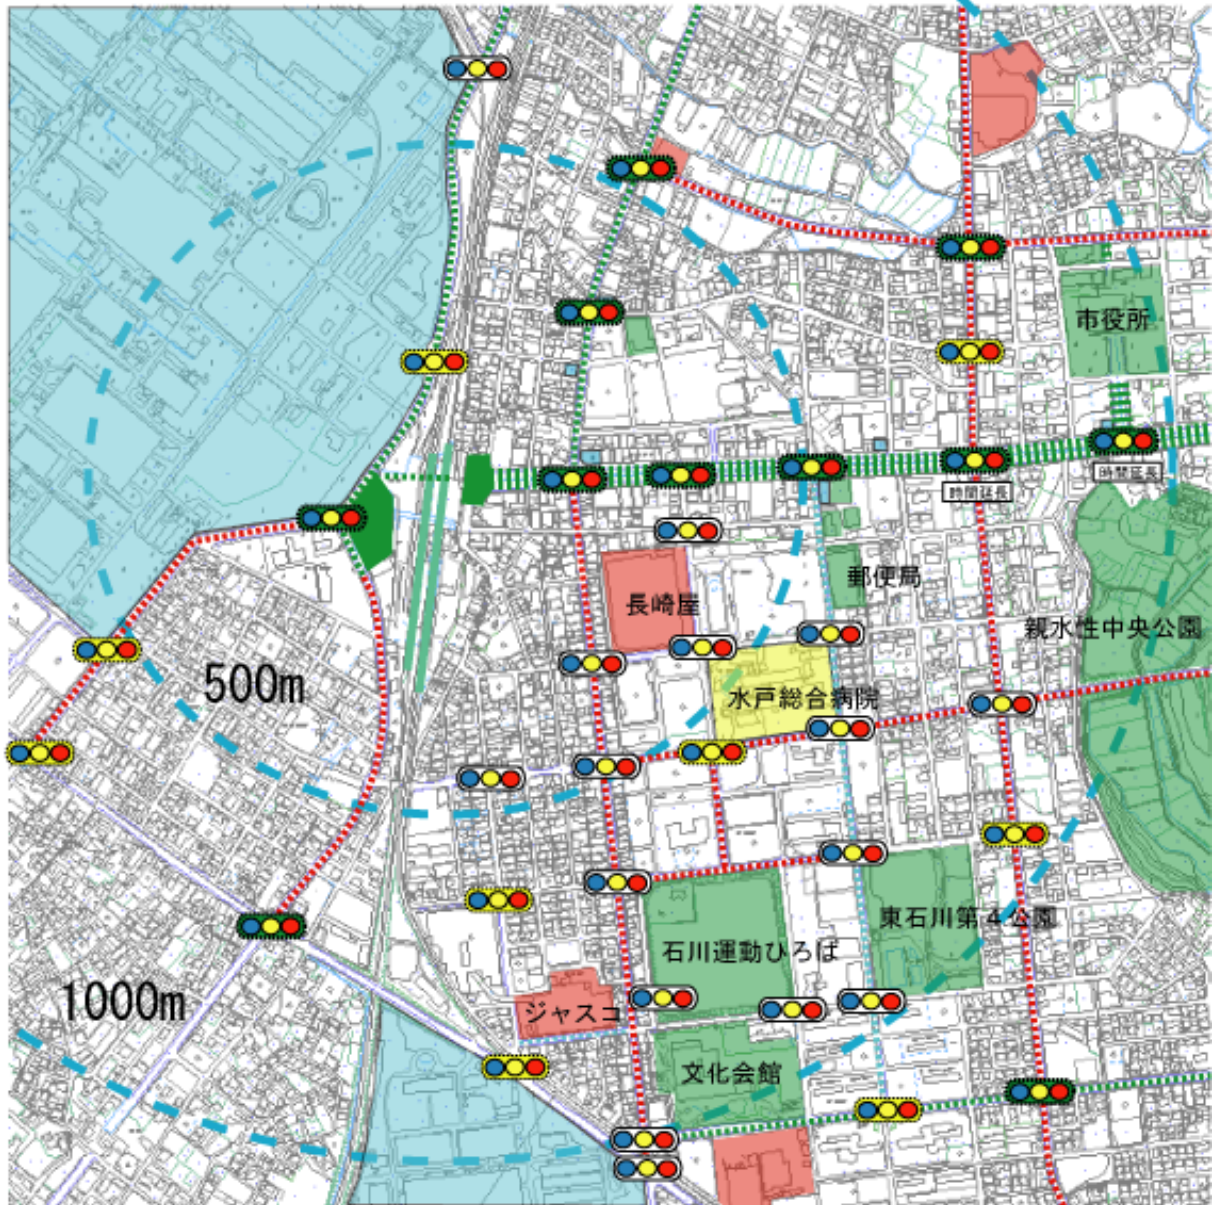 市役所
時間延長
時間延長
郵便局
長崎屋
親水性中央公園
500m
水戸総合病院
東石川第4公園
石川運動ひろば
1000m
ジャスコ
文化会館